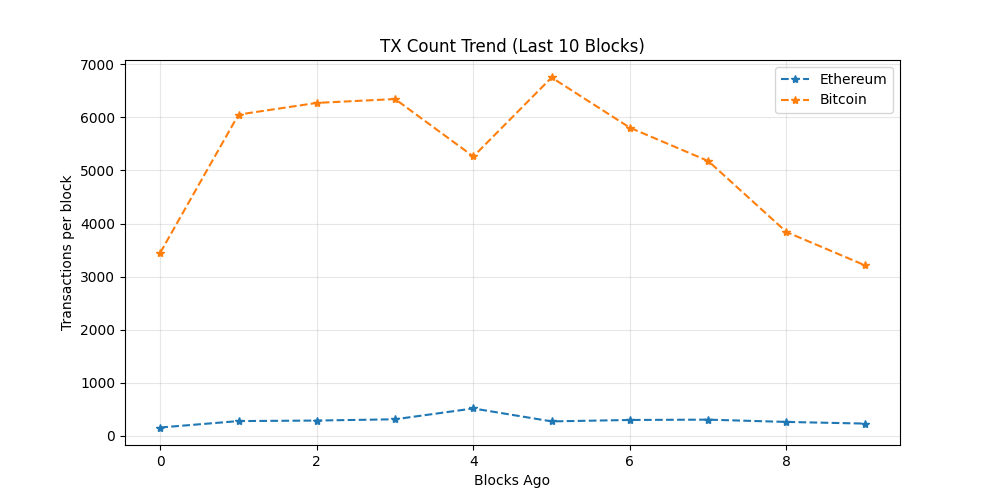 TX Count Trend (Last 10 Blocks)
Ethereum
Bitcoin
Transactions per block
7000
6000
5000
4000
3000
2000
1000
0
0 2 4 6 8
Blocks Ago